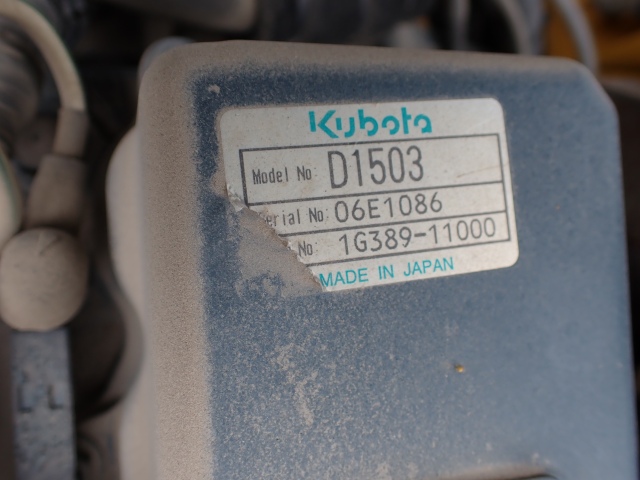 Kubota
Model No: D1503
erial No: 06E1086
No: 1G389-11000
MADE IN JAPAN